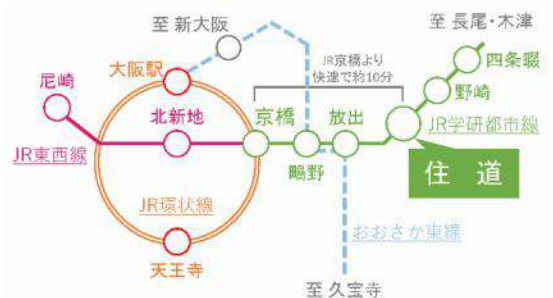 至 新大阪
至 長尾・木津
大阪駅
JR京橋より
快速で約10分
四条畷
尼崎
野崎
北新地
京橋
放出
JR学研都市線
JR東西線
鴫野
住 道
JR環状線
おおさか東線
天王寺
至 久宝寺